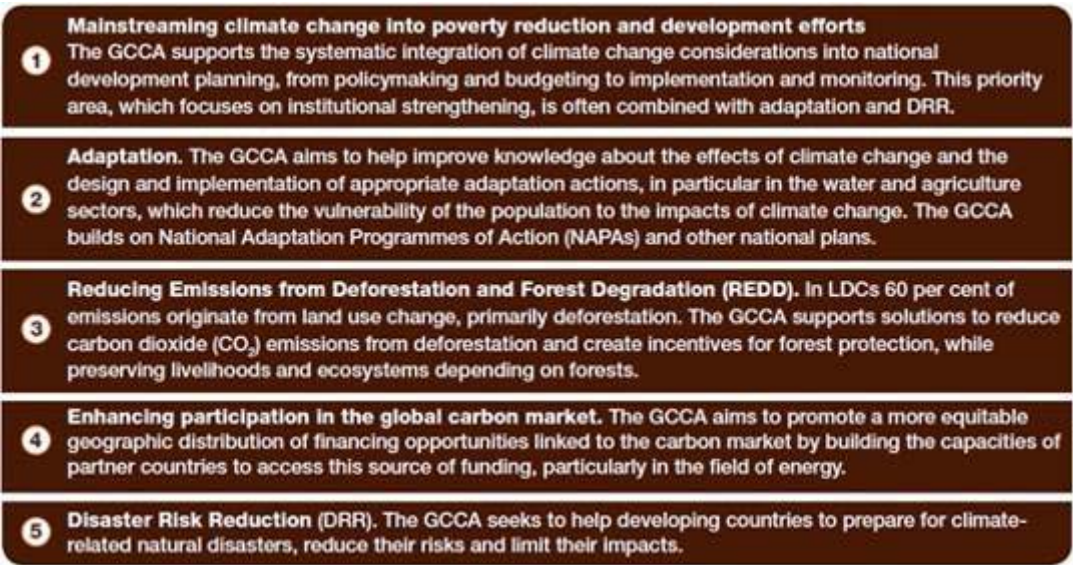 Mainstreaming climate change into poverty reduction and development efforts
1
The GCCA supports the systematic integration of climate change considerations into national
development planning, from policymaking and budgeting to implementation and monitoring. This priority
area, which focuses on institutional strengthening, is often combined with adaptation and DRR.
Adaptation. The GCCA aims to help improve knowledge about the effects of climate change and the
design and implementation of appropriate adaptation actions, in particular in the water and agriculture
2
sectors, which reduce the vulnerability of the population to the impacts of climate change. The GCCA
builds on National Adaptation Programmes of Action (NAPAs) and other national plans.
Reducing Emissions from Deforestation and Forest Degradation (REDD). In LDCs 60 per cent of
emissions originate from land use change, primarily deforestation. The GCCA supports solutions to reduce
3
carbon dioxide (CO₂) emissions from deforestation and create incentives for forest protection, while
preserving livelihoods and ecosystems depending on forests.
Enhancing participation in the global carbon market. The GCCA aims to promote a more equitable
4
geographic distribution of financing opportunities linked to the carbon market by building the capacities of
partner countries to access this source of funding, particularly in the field of energy.
5
Disaster Risk Reduction (DRR). The GCCA seeks to help developing countries to prepare for climate-
related natural disasters, reduce their risks and limit their impacts.